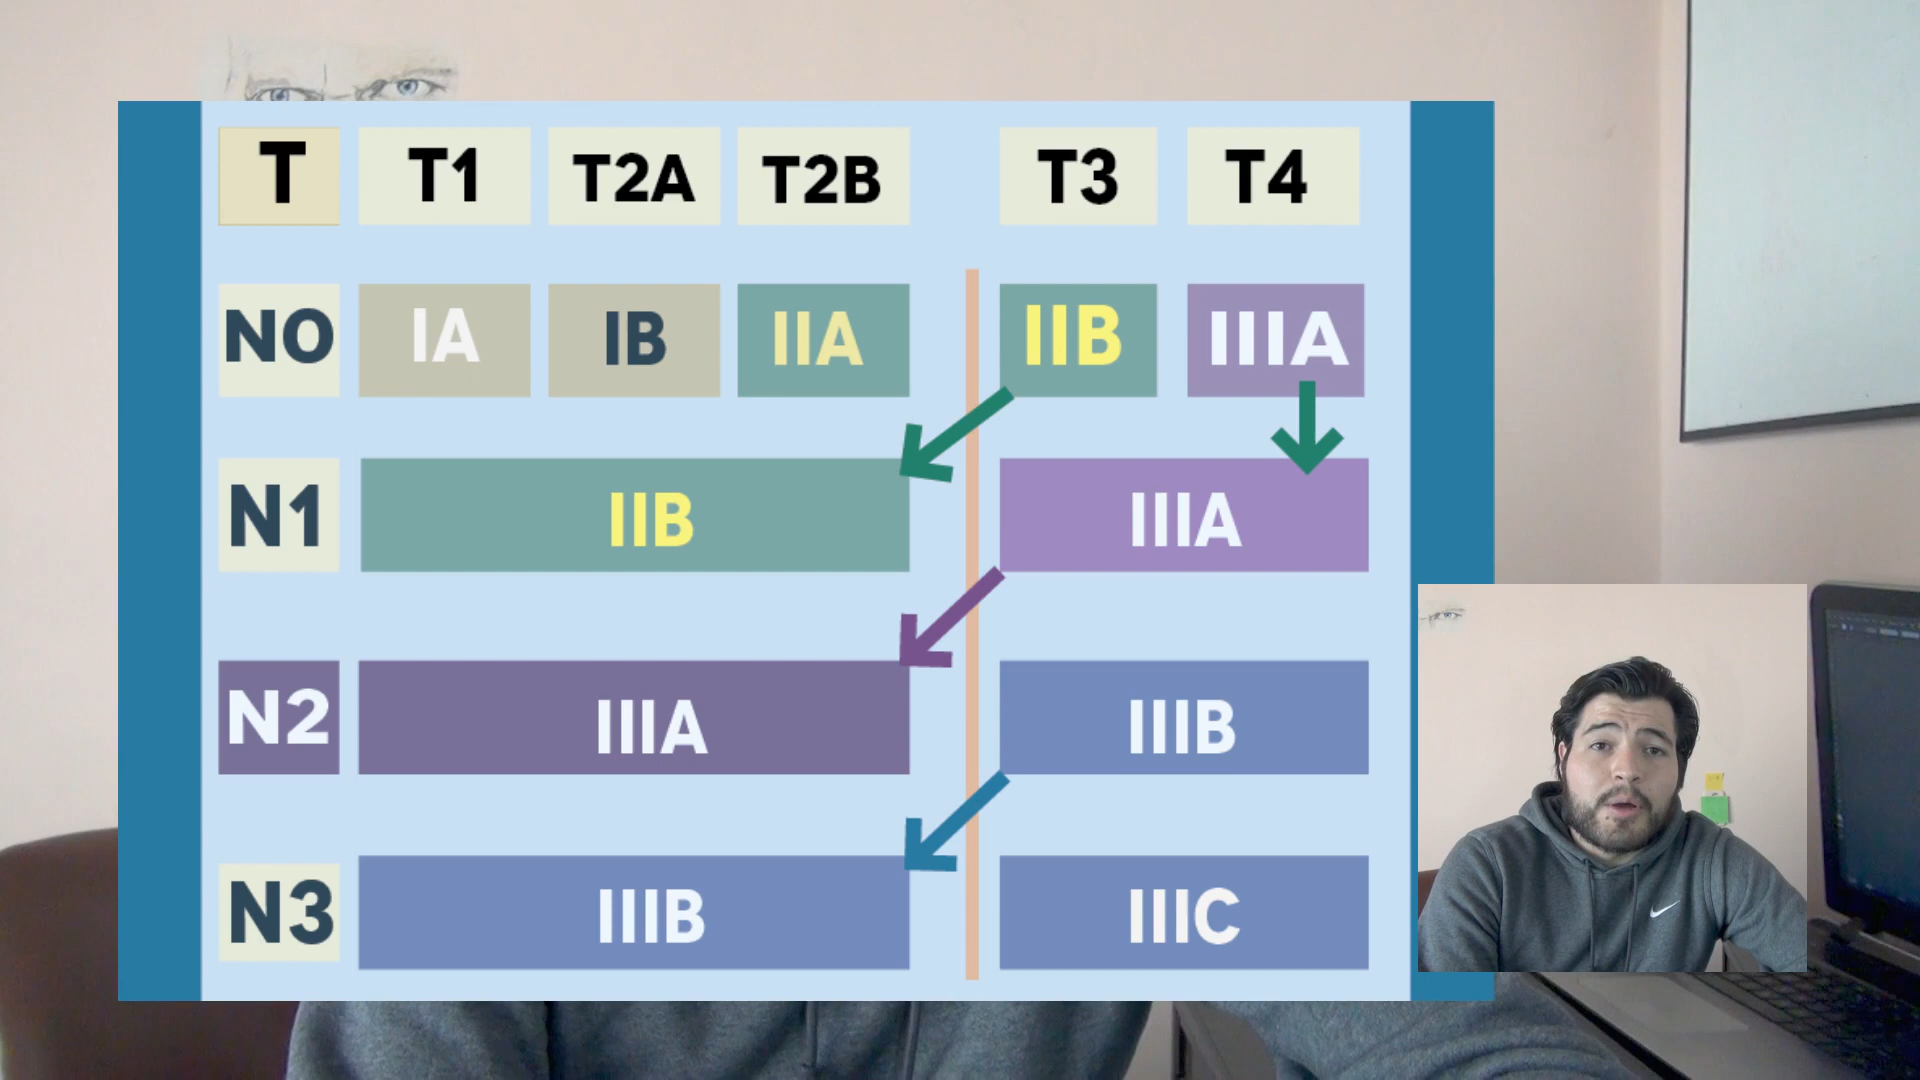 T T1 T2A T2B T3 T4
N0 IA IB IIA IIB IIIA
N1 IIB IIIA
N2 IIIA IIIB
N3 IIIB IIIC